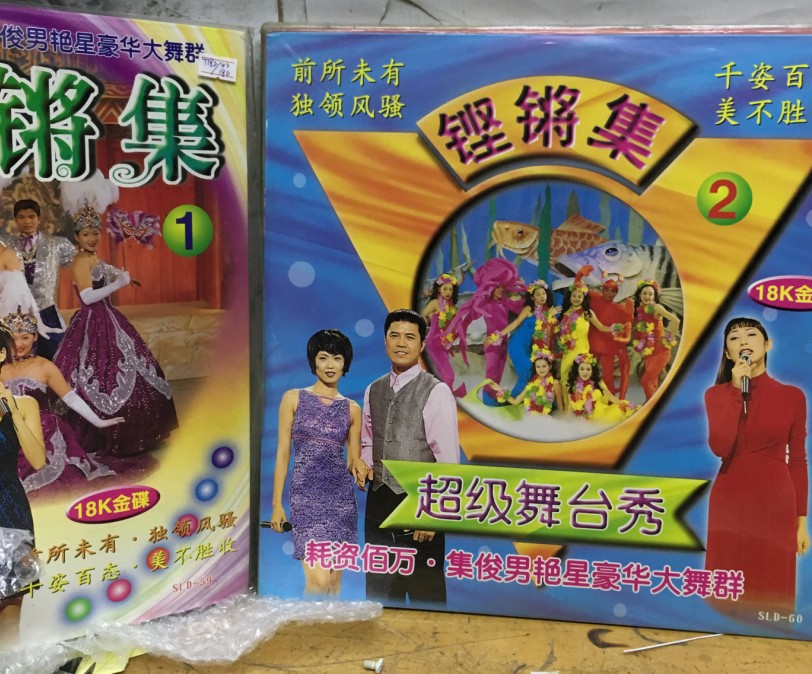 俊男艳星豪华大舞群
锵集
1
18K金碟
前所未有·独领风骚
千姿百态·美不胜收
SLD-59
前所未有
独领风骚
铿锵集
千姿百
美不胜
2
18K金
超级舞台秀
耗资佰万·集俊男艳星豪华大舞群
SLD-60